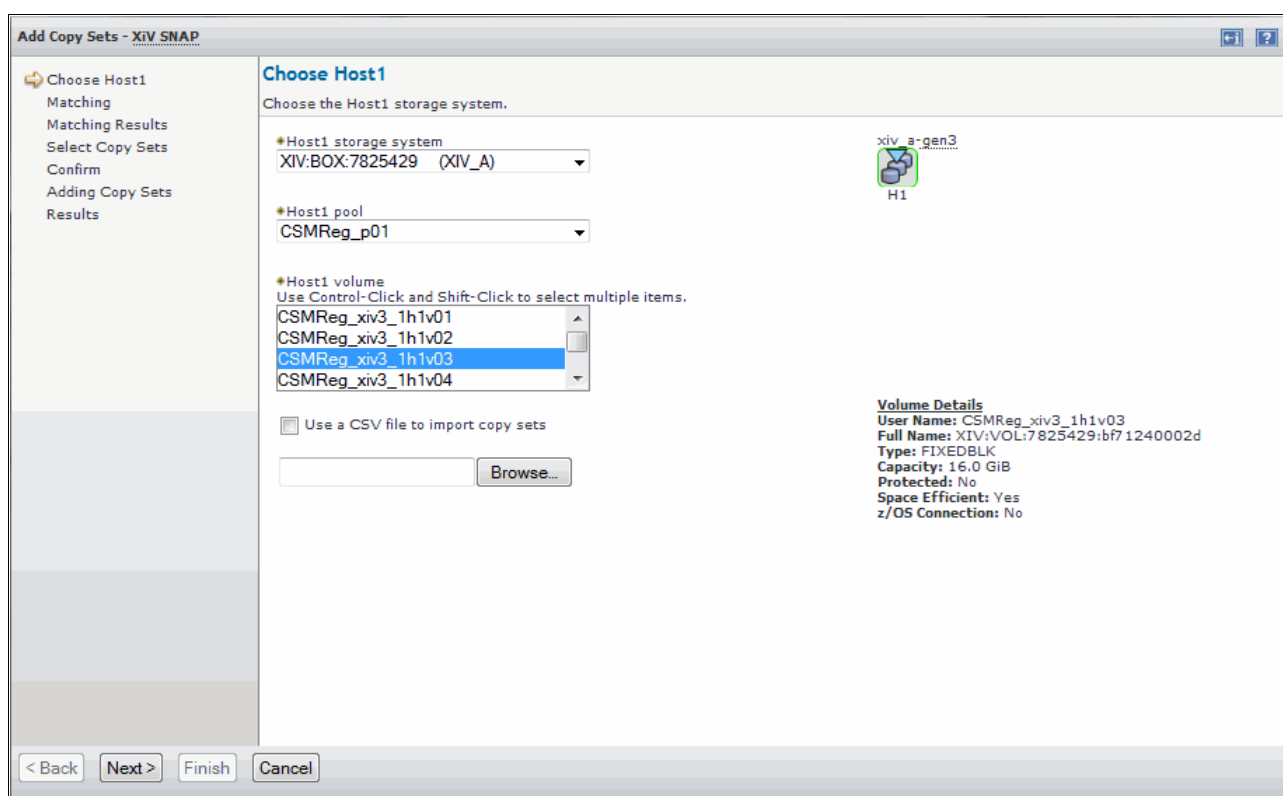 Add Copy Sets - XiV SNAP
Choose Host1
Matching
Matching Results
Select Copy Sets
Confirm
Adding Copy Sets
Results
Choose Host1
Choose the Host1 storage system.
*Host1 storage system
XIV:BOX:7825429 (XIV_A)
*Host1 pool
CSMReg_p01
*Host1 volume
Use Control-Click and Shift-Click to select multiple items.
CSMReg_xiv3_1h1v01
CSMReg_xiv3_1h1v02
CSMReg_xiv3_1h1v03
CSMReg_xiv3_1h1v04
Use a CSV file to import copy sets
Browse...
xiv_a-gen3
H1
Volume Details
User Name: CSMReg_xiv3_1h1v03
Full Name: XIV:VOL:7825429:bf71240002d
Type: FIXEDBLK
Capacity: 16.0 GiB
Protected: No
Space Efficient: Yes
z/OS Connection: No
< Back Next > Finish Cancel